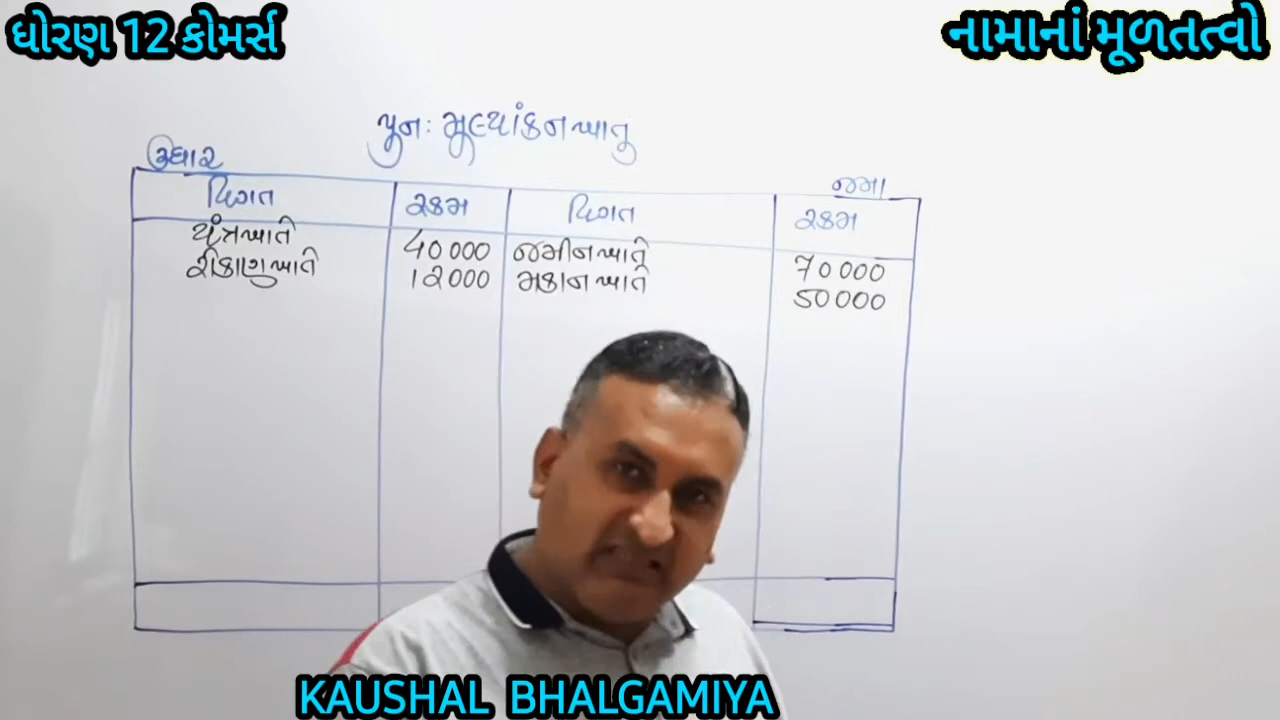 ધોરણ 12 કોમર્સ
નામાનાં મૂળતત્વો
પુનઃ મુલ્યાંકન ખાતુ
ઉધાર
જમા
વિગત રકમ વિગત રકમ
યંત્ર ખાતે 40000 જમીન ખાતે 70000
રોકાણ ખાતે 12000 મકાન ખાતે 50000
KAUSHAL BHALGAMIYA